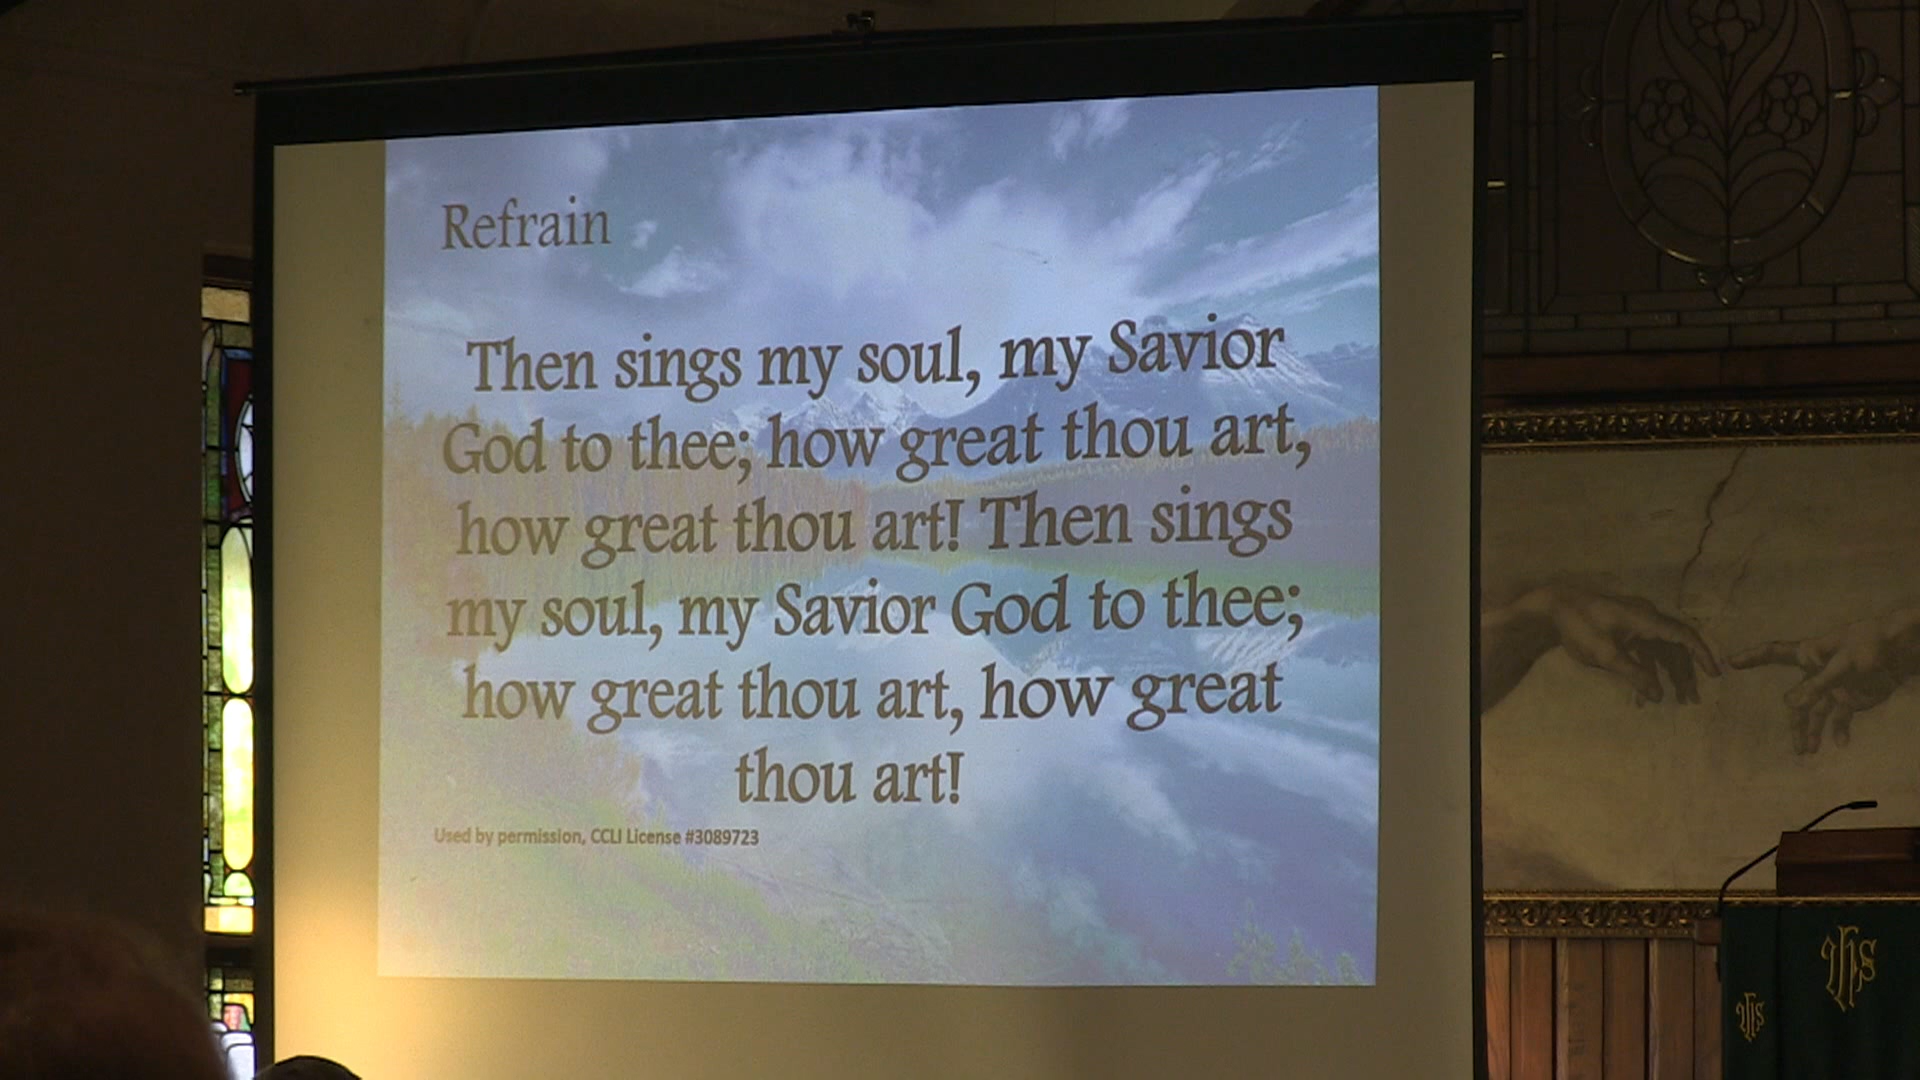 Refrain
Then sings my soul, my Savior
God to thee; how great thou art,
how great thou art! Then sings
my soul, my Savior God to thee;
how great thou art, how great
thou art!
Used by permission, CCLI License #3089723
IHS
IHS